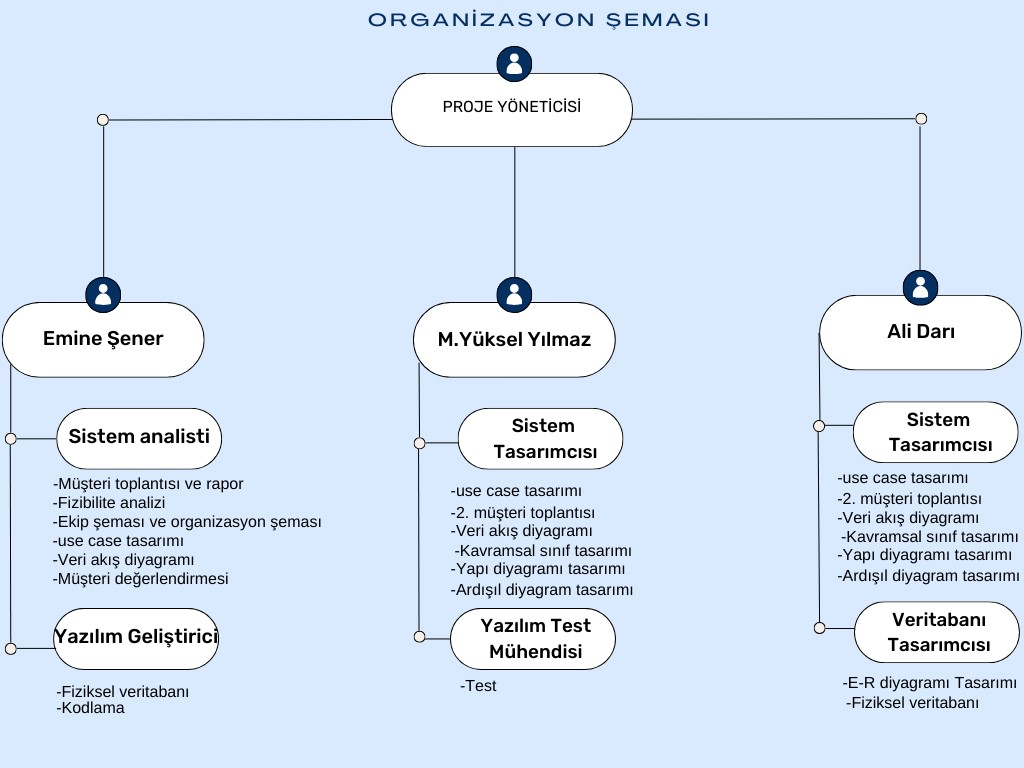 ORGANİZASYON ŞEMASI
PROJE YÖNETİCİSİ
Emine Şener
Sistem analisti
-Müşteri toplantısı ve rapor
-Fizibilite analizi
-Ekip şeması ve organizasyon şeması
-use case tasarımı
-Veri akış diyagramı
-Müşteri değerlendirmesi
Yazılım Geliştirici
-Fiziksel veritabanı
-Kodlama
M.Yüksel Yılmaz
Sistem
Tasarımcısı
-use case tasarımı
-2. müşteri toplantısı
-Veri akış diyagramı
-Kavramsal sınıf tasarımı
-Yapı diyagramı tasarımı
-Ardışıl diyagram tasarımı
Yazılım Test
Mühendisi
-Test
Ali Darı
Sistem
Tasarımcısı
-use case tasarımı
-2. müşteri toplantısı
-Veri akış diyagramı
-Kavramsal sınıf tasarımı
-Yapı diyagramı tasarımı
-Ardışıl diyagram tasarımı
Veritabanı
Tasarımcısı
-E-R diyagramı Tasarımı
-Fiziksel veritabanı